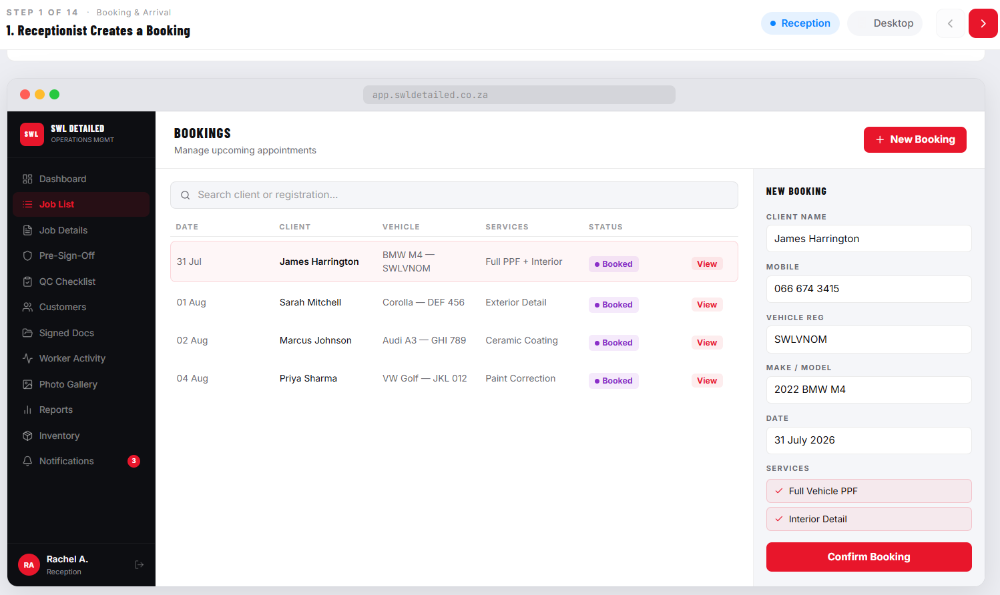 STEP 1 OF 14 · Booking & Arrival
1. Receptionist Creates a Booking
Reception
Desktop
app.swldetailed.co.za
SWL
SWL DETAILED
OPERATIONS MGMT
Dashboard
Job List
Job Details
Pre-Sign-Off
QC Checklist
Customers
Signed Docs
Worker Activity
Photo Gallery
Reports
Inventory
Notifications 3
RA
Rachel A.
Reception
BOOKINGS
Manage upcoming appointments
+ New Booking
Search client or registration...
DATE CLIENT VEHICLE SERVICES STATUS
31 Jul James Harrington BMW M4 — SWLVNOM Full PPF + Interior Booked View
01 Aug Sarah Mitchell Corolla — DEF 456 Exterior Detail Booked View
02 Aug Marcus Johnson Audi A3 — GHI 789 Ceramic Coating Booked View
04 Aug Priya Sharma VW Golf — JKL 012 Paint Correction Booked View
NEW BOOKING
CLIENT NAME
James Harrington
MOBILE
066 674 3415
VEHICLE REG
SWLVNOM
MAKE / MODEL
2022 BMW M4
DATE
31 July 2026
SERVICES
Full Vehicle PPF
Interior Detail
Confirm Booking